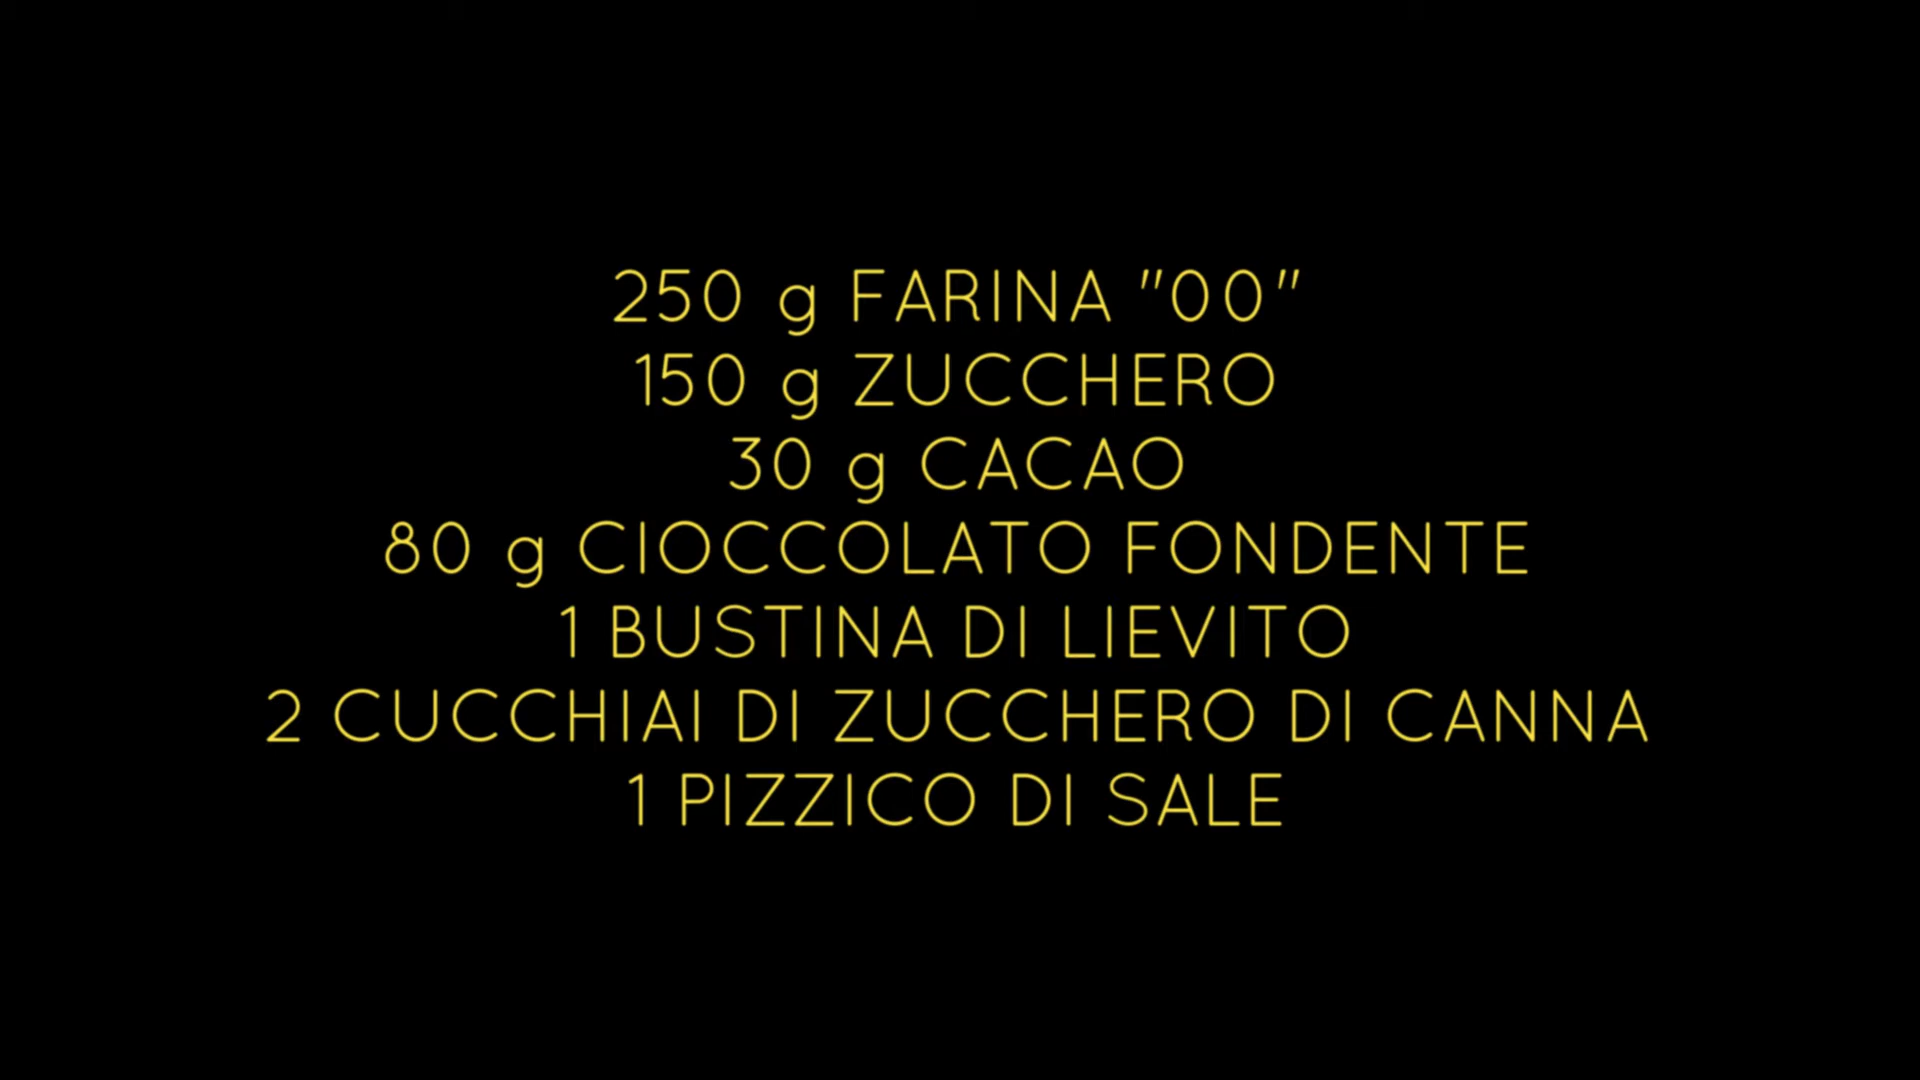 250 g FARINA "00"
150 g ZUCCHERO
30 g CACAO
80 g CIOCCOLATO FONDENTE
1 BUSTINA DI LIEVITO
2 CUCCHIAI DI ZUCCHERO DI CANNA
1 PIZZICO DI SALE